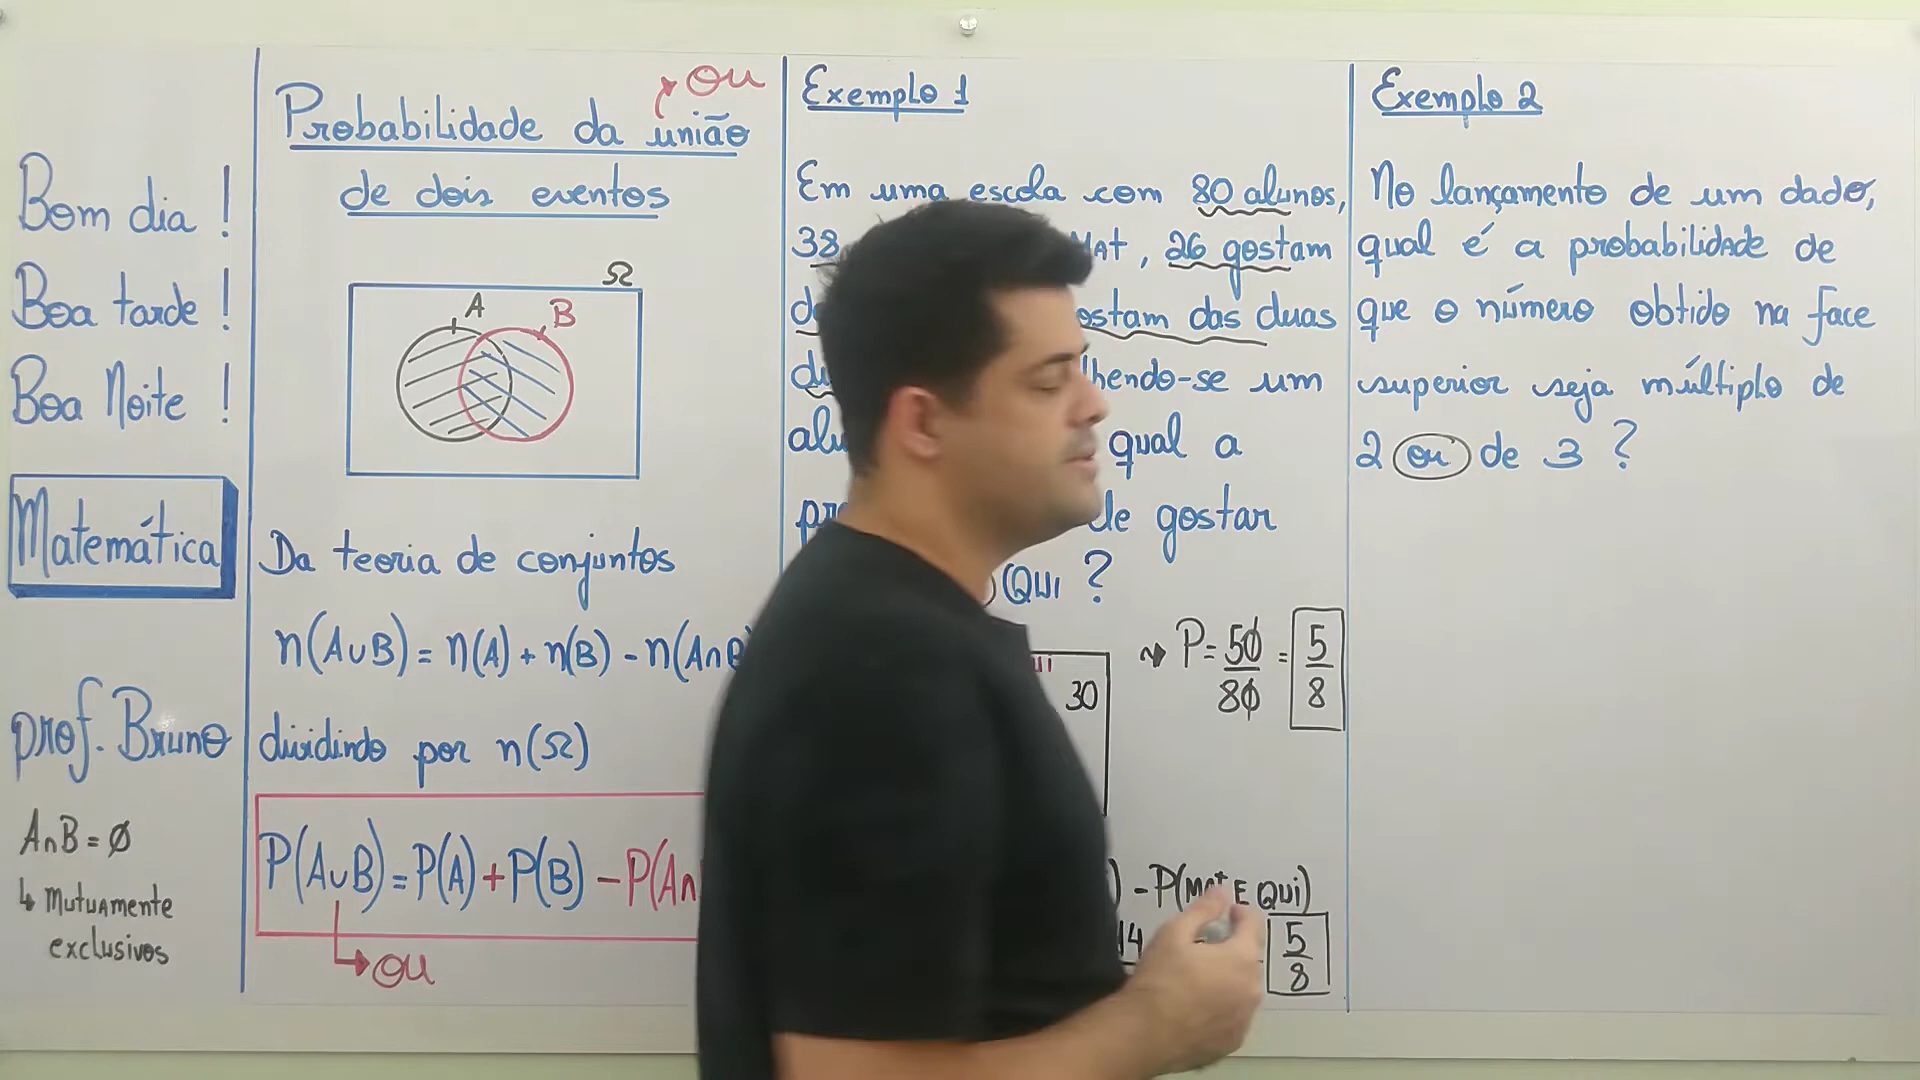 Bom dia !
Boa tarde !
Boa Noite !
Matemática
prof. Bruno
A∩B = ∅
↳ Mutuamente
exclusivos
OU
Probabilidade da união
de dois eventos
Ω
A
B
Da teoria de conjuntos
n(A∪B) = n(A) + n(B) - n(A∩B
dividindo por n(Ω)
P(A∪B) = P(A) + P(B) - P(A∩
OU
Exemplo 1
Em uma escola com 80 alunos,
38 MAT, 26 gostam
das duas
um
qual a
de gostar
QUI ?
30
P = 50/80 = 5/8
) - P(MAT E QUI)
14
5/8
Exemplo 2
No lançamento de um dado,
qual é a probabilidade de
que o número obtido na face
superior seja múltiplo de
2 ou de 3 ?